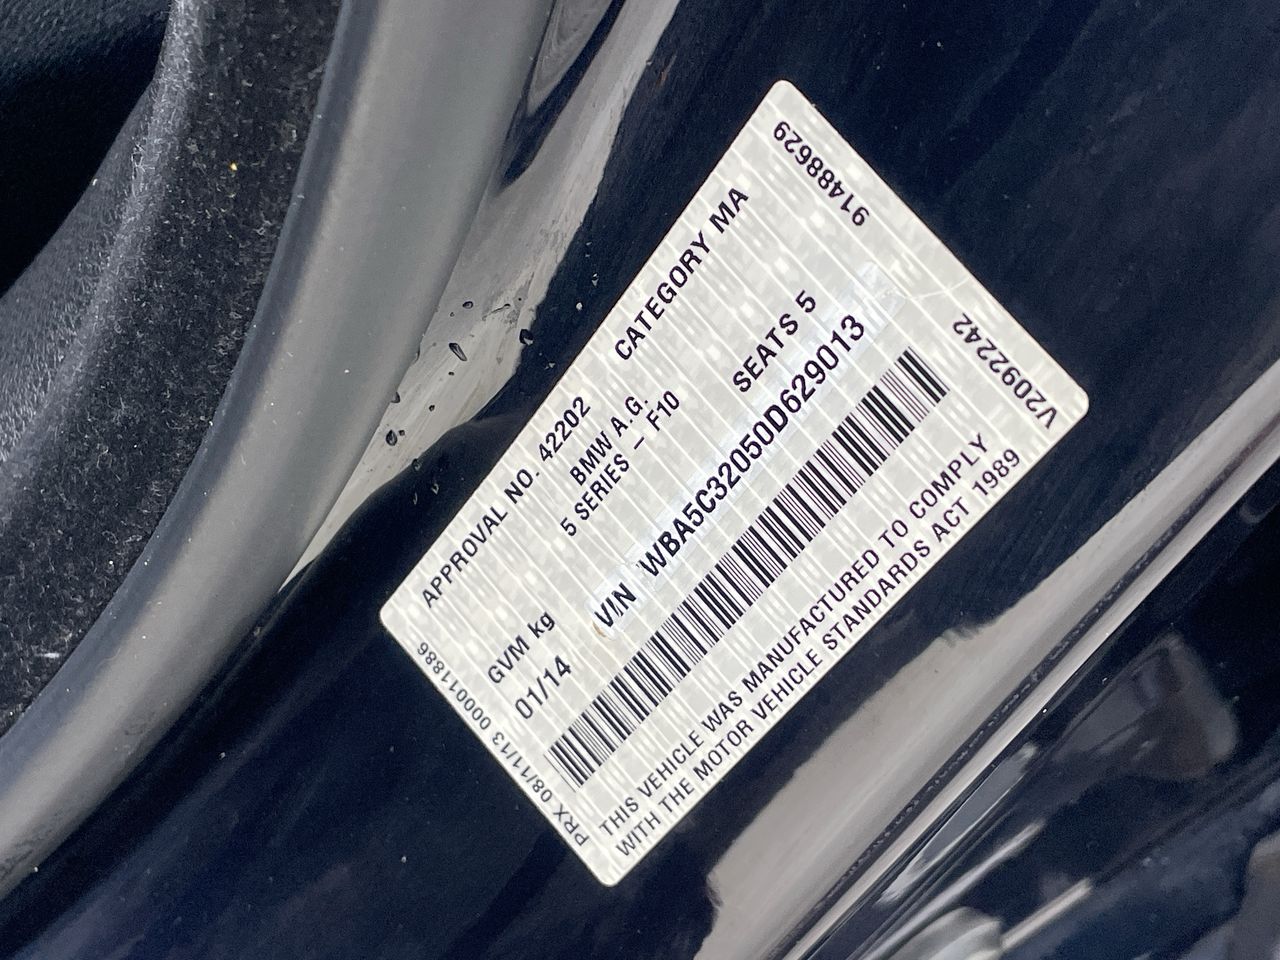 APPROVAL NO. 42202 CATEGORY MA
BMW A.G.
5 SERIES – F10
GVM kg
01/14 SEATS 5
VIN WBA5C32050D629013
THIS VEHICLE WAS MANUFACTURED TO COMPLY
WITH THE MOTOR VEHICLE STANDARDS ACT 1989
PRX 08/11/13 000011886
V2092242 91488629